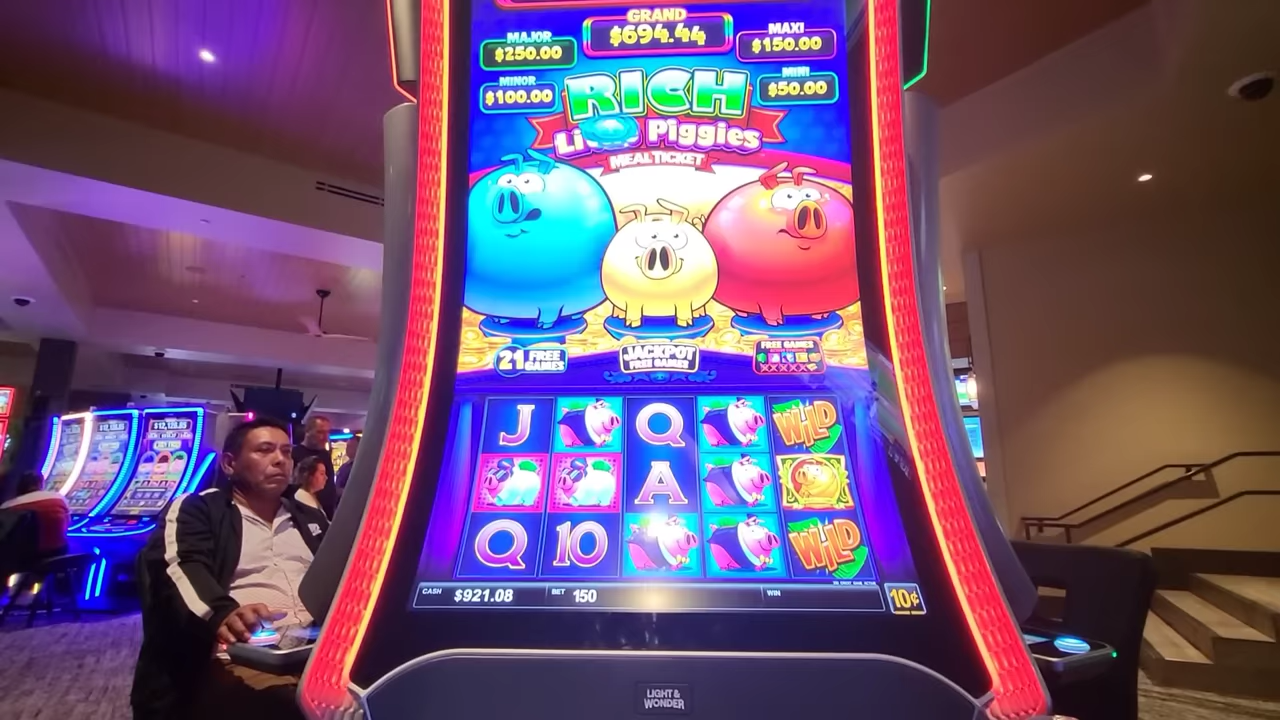 GRAND
$694.44
MAJOR
$250.00
MAXI
$150.00
MINOR
$100.00
MINI
$50.00
RICH
Piggies
MEAL TICKET
21 FREE
GAMES
JACKPOT
FREE GAMES
FREE GAMES
J
Q
WILD
A
Q
10
WILD
CASH $921.08
BET 150
WIN
10¢
LIGHT &
WONDER